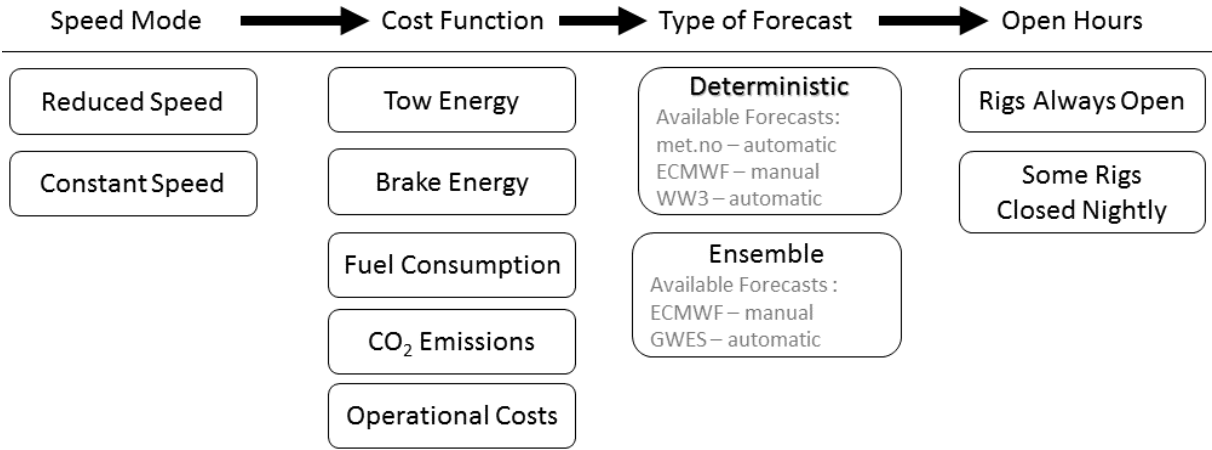 Speed Mode
Cost Function
Type of Forecast
Open Hours
Reduced Speed
Constant Speed
Tow Energy
Brake Energy
Fuel Consumption
CO₂ Emissions
Operational Costs
Deterministic
Available Forecasts:
met.no – automatic
ECMWF – manual
WW3 – automatic
Ensemble
Available Forecasts :
ECMWF – manual
GWES – automatic
Rigs Always Open
Some Rigs
Closed Nightly